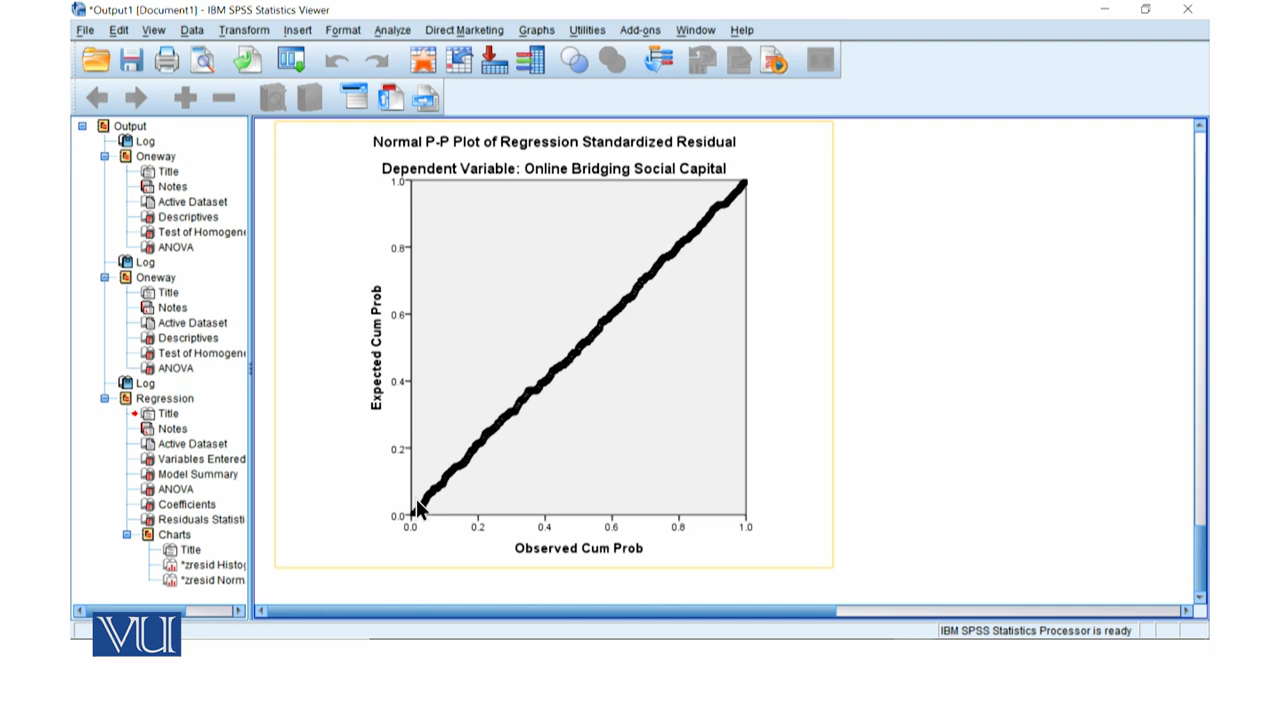 *Output1 [Document1] - IBM SPSS Statistics Viewer
File Edit View Data Transform Insert Format Analyze Direct Marketing Graphs Utilities Add-ons Window Help
Output
Log
Oneway
Title
Notes
Active Dataset
Descriptives
Test of Homogen
ANOVA
Log
Oneway
Title
Notes
Active Dataset
Descriptives
Test of Homogen
ANOVA
Log
Regression
Title
Notes
Active Dataset
Variables Entered
Model Summary
ANOVA
Coefficients
Residuals Statisti
Charts
Title
*zresid Histog
*zresid Norm
Normal P-P Plot of Regression Standardized Residual
Dependent Variable: Online Bridging Social Capital
1.0
0.8
0.6
0.4
0.2
0.0
Expected Cum Prob
0.0 0.2 0.4 0.6 0.8 1.0
Observed Cum Prob
VU
IBM SPSS Statistics Processor is ready